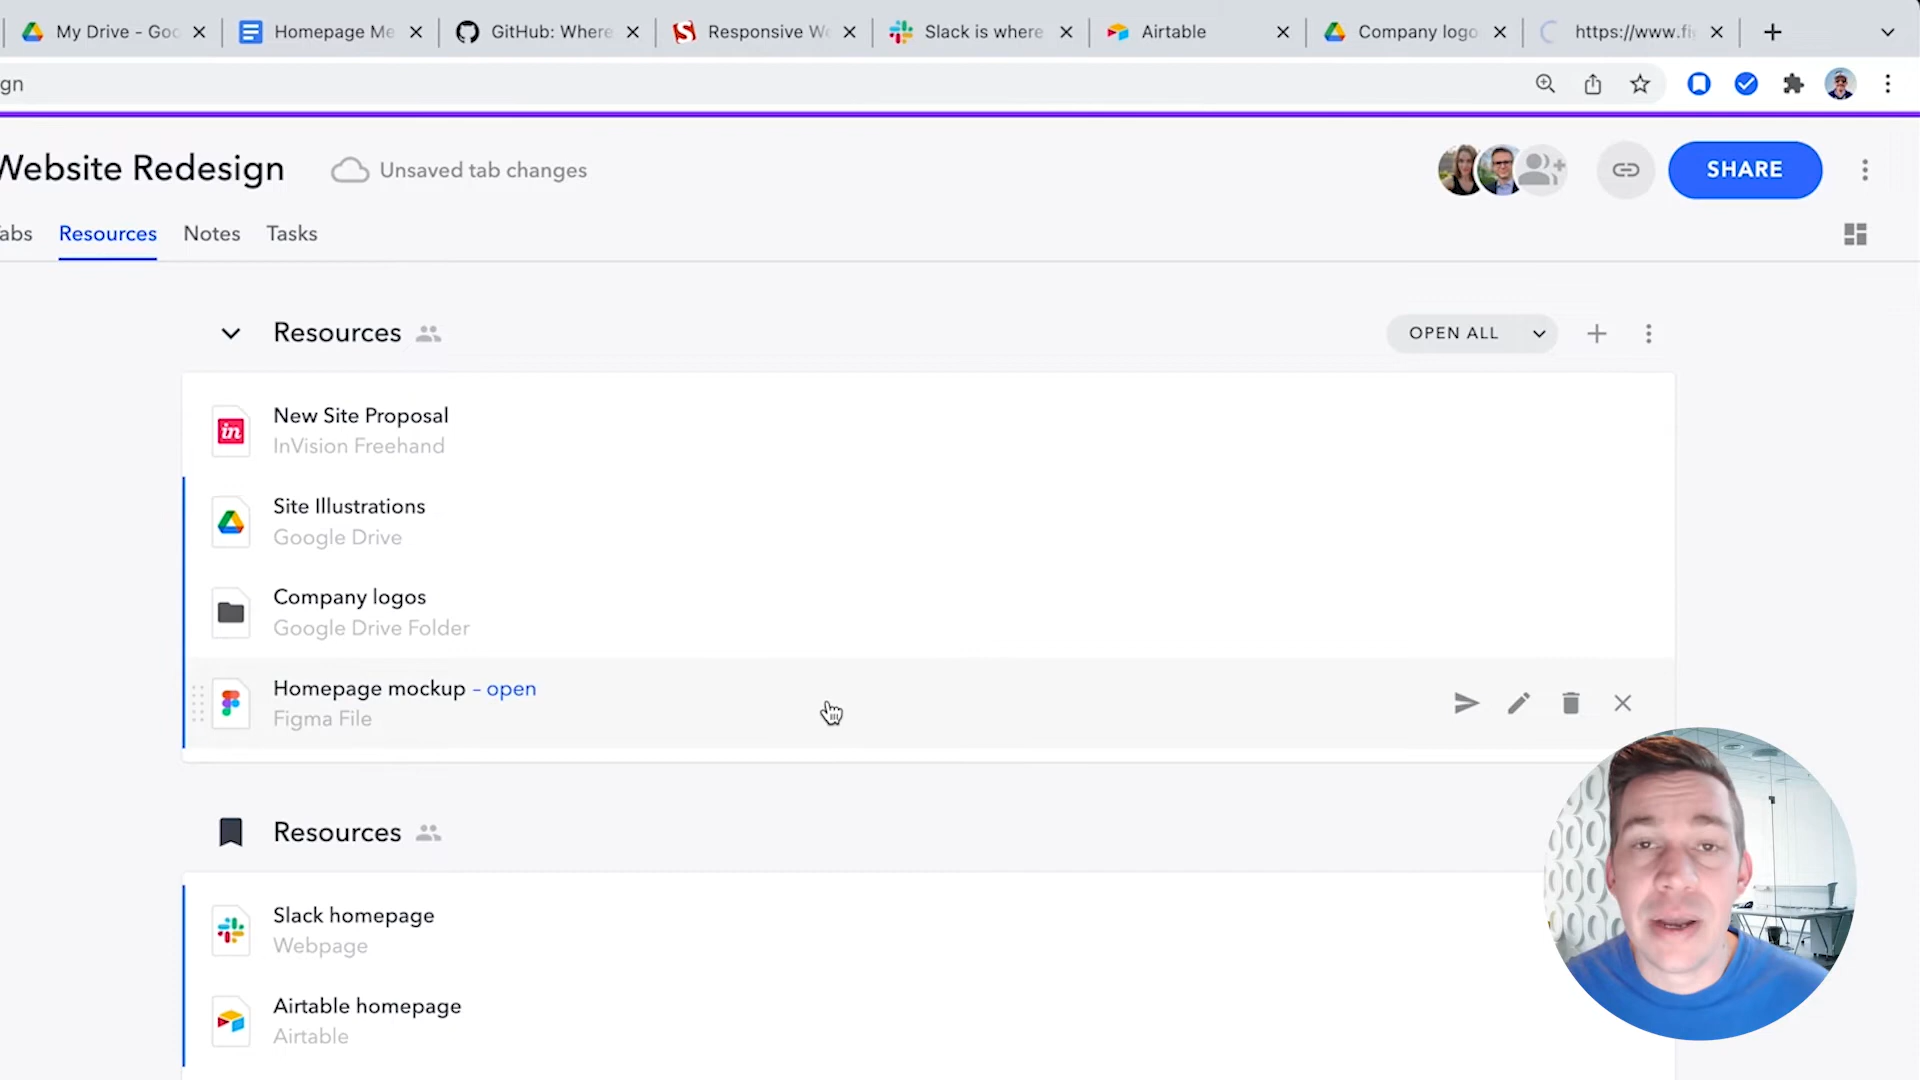 My Drive - Goo
Homepage Me
GitHub: Where
Responsive We
Slack is where
Airtable
Company logo
https://www.fi
gn
Website Redesign
Unsaved tab changes
SHARE
abs
Resources
Notes
Tasks
Resources
OPEN ALL
in
New Site Proposal
InVision Freehand
Site Illustrations
Google Drive
Company logos
Google Drive Folder
Homepage mockup – open
Figma File
Resources
Slack homepage
Webpage
Airtable homepage
Airtable